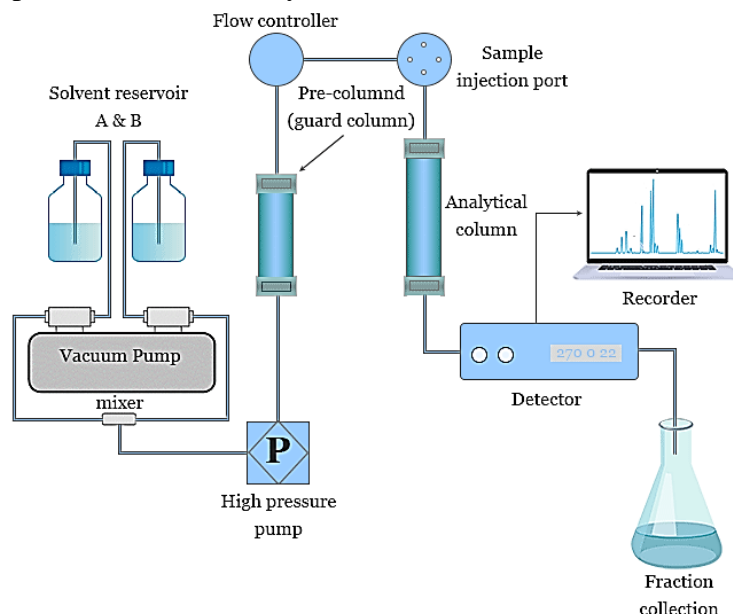 Flow controller
Sample
injection port
Solvent reservoir
A & B
Pre-columnd
(guard column)
Analytical
column
Recorder
Vacuum Pump
270 0 22
mixer
Detector
P
High pressure
pump
Fraction
collection